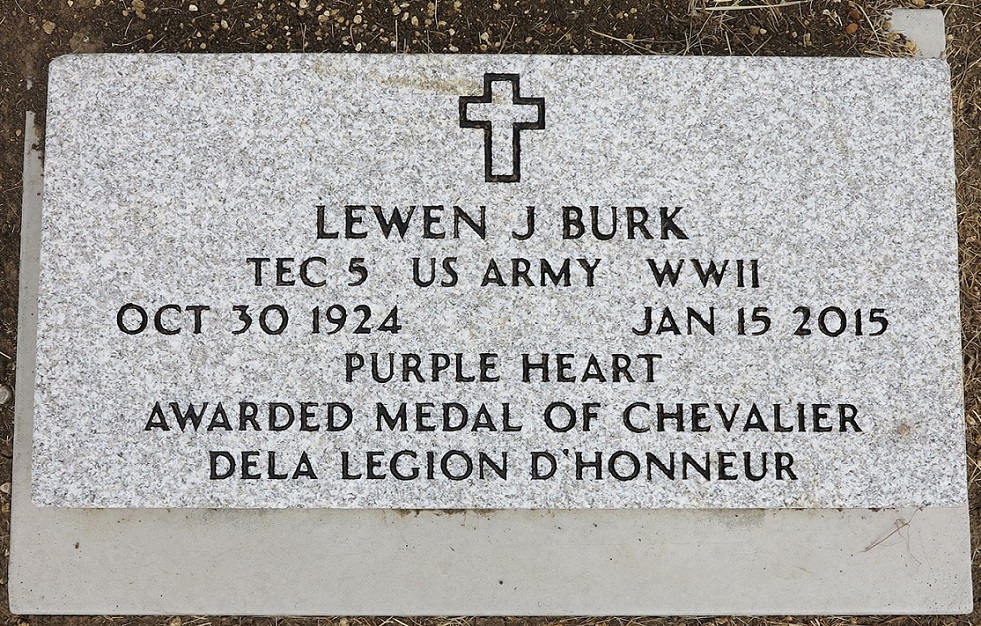 LEWEN J BURK
TEC 5 US ARMY WWII
OCT 30 1924 JAN 15 2015
PURPLE HEART
AWARDED MEDAL OF CHEVALIER
DELA LEGION D'HONNEUR